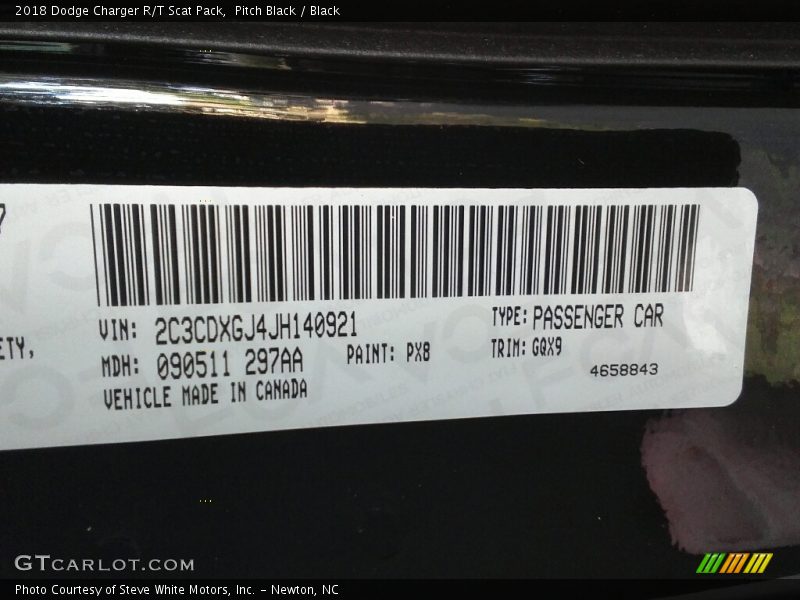 2018 Dodge Charger R/T Scat Pack,  Pitch Black / Black
7
ETY,
VIN: 2C3CDXGJ4JH140921
TYPE: PASSENGER CAR
MDH: 090511 297AA
PAINT: PX8
TRIM: GQX9
4658843
VEHICLE MADE IN CANADA
GTCARLOT.COM
Photo Courtesy of Steve White Motors, Inc. – Newton, NC